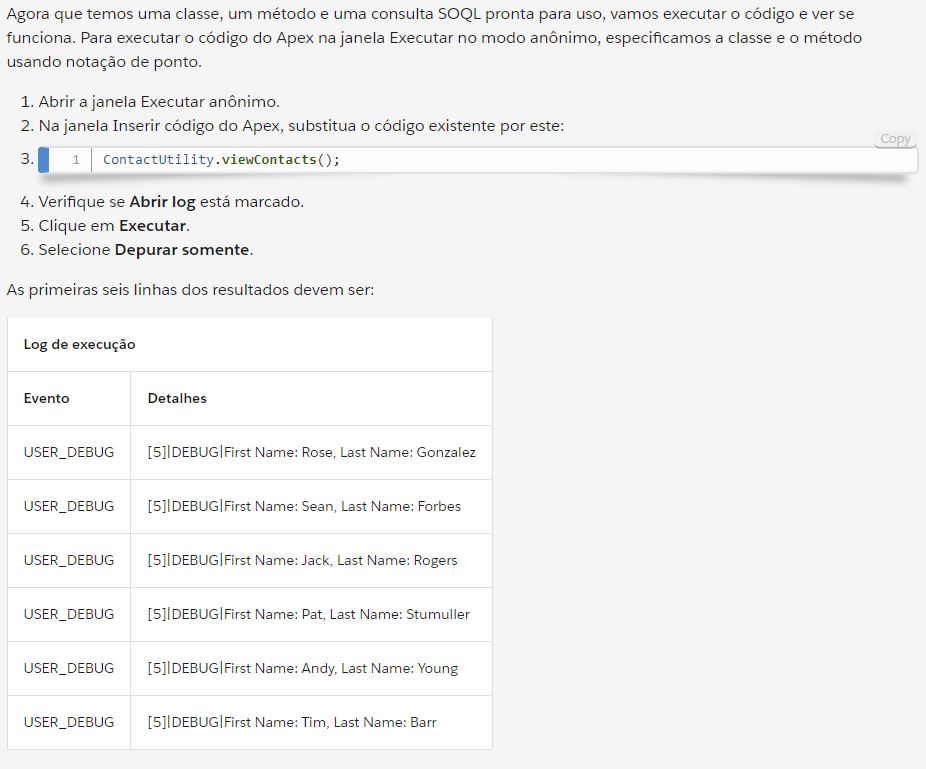 Agora que temos uma classe, um método e uma consulta SOQL pronta para uso, vamos executar o código e ver se
funciona. Para executar o código do Apex na janela Executar no modo anônimo, especificamos a classe e o método
usando notação de ponto.
1. Abrir a janela Executar anônimo.
2. Na janela Inserir código do Apex, substitua o código existente por este:
Copy
3. 1 ContactUtility.viewContacts();
4. Verifique se Abrir log está marcado.
5. Clique em Executar.
6. Selecione Depurar somente.
As primeiras seis linhas dos resultados devem ser:
Log de execução
Evento Detalhes
USER_DEBUG [5]|DEBUG|First Name: Rose, Last Name: Gonzalez
USER_DEBUG [5]|DEBUG|First Name: Sean, Last Name: Forbes
USER_DEBUG [5]|DEBUG|First Name: Jack, Last Name: Rogers
USER_DEBUG [5]|DEBUG|First Name: Pat, Last Name: Stumuller
USER_DEBUG [5]|DEBUG|First Name: Andy, Last Name: Young
USER_DEBUG [5]|DEBUG|First Name: Tim, Last Name: Barr